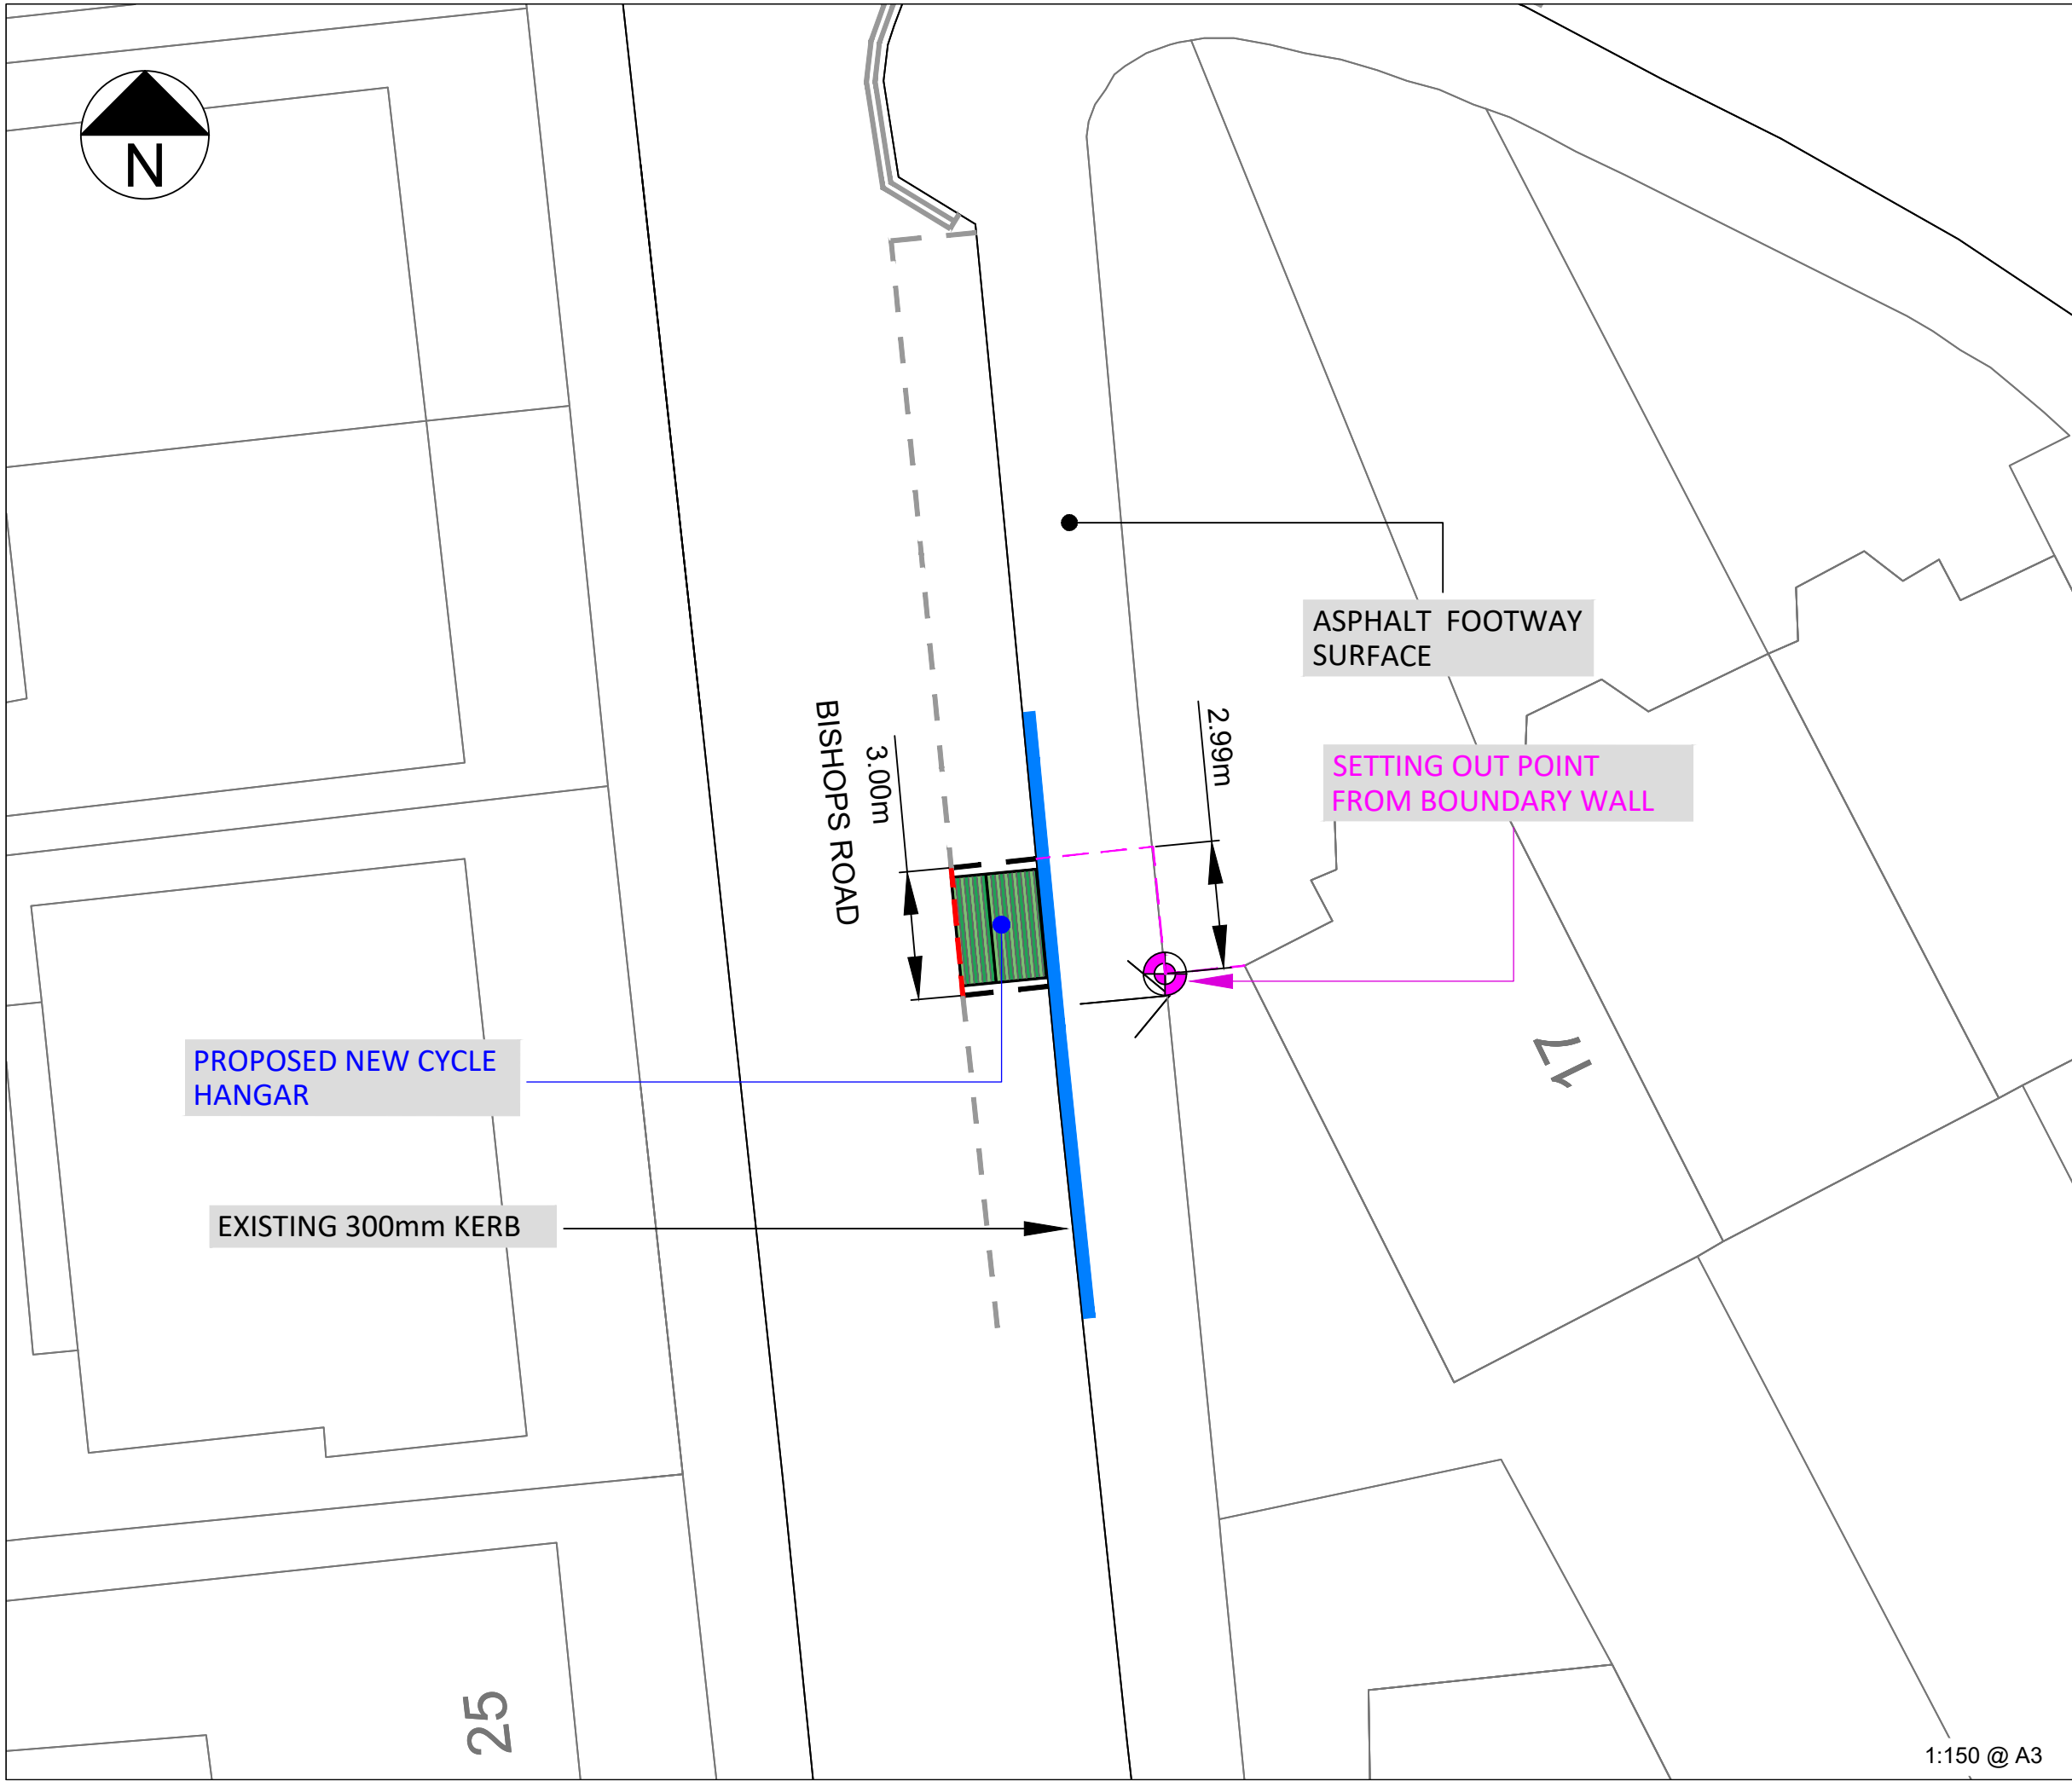 N
ASPHALT FOOTWAY
SURFACE
BISHOPS ROAD
3.00m
2.99m
SETTING OUT POINT
FROM BOUNDARY WALL
PROPOSED NEW CYCLE
HANGAR
17
EXISTING 300mm KERB
25
1:150 @ A3